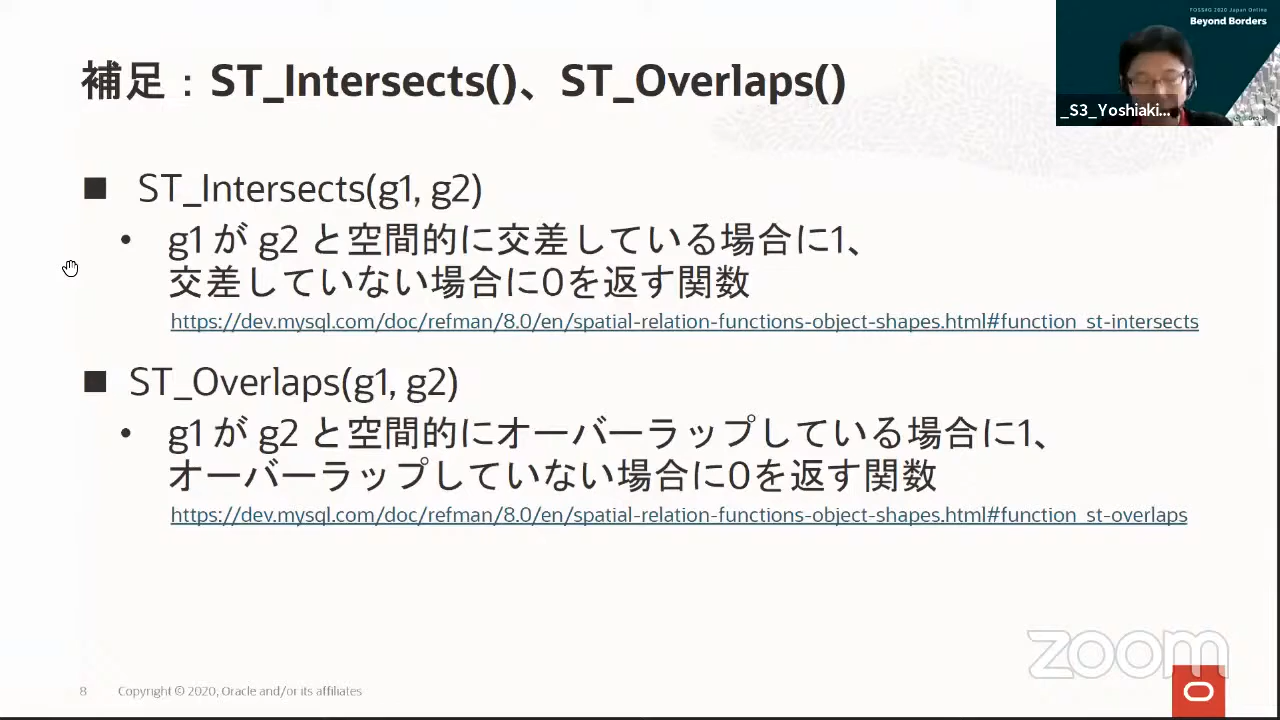 補足：ST_Intersects()、ST_Overlaps()
FOSS4G 2020 Japan Online
Beyond Borders
_S3_Yoshiaki...
■ ST_Intersects(g1, g2)
• g1 が g2 と空間的に交差している場合に1、
交差していない場合に0を返す関数
https://dev.mysql.com/doc/refman/8.0/en/spatial-relation-functions-object-shapes.html#function_st-intersects
■ ST_Overlaps(g1, g2)
• g1 が g2 と空間的にオーバーラップしている場合に1、
オーバーラップしていない場合に0を返す関数
https://dev.mysql.com/doc/refman/8.0/en/spatial-relation-functions-object-shapes.html#function_st-overlaps
zoom
8 Copyright © 2020, Oracle and/or its affiliates